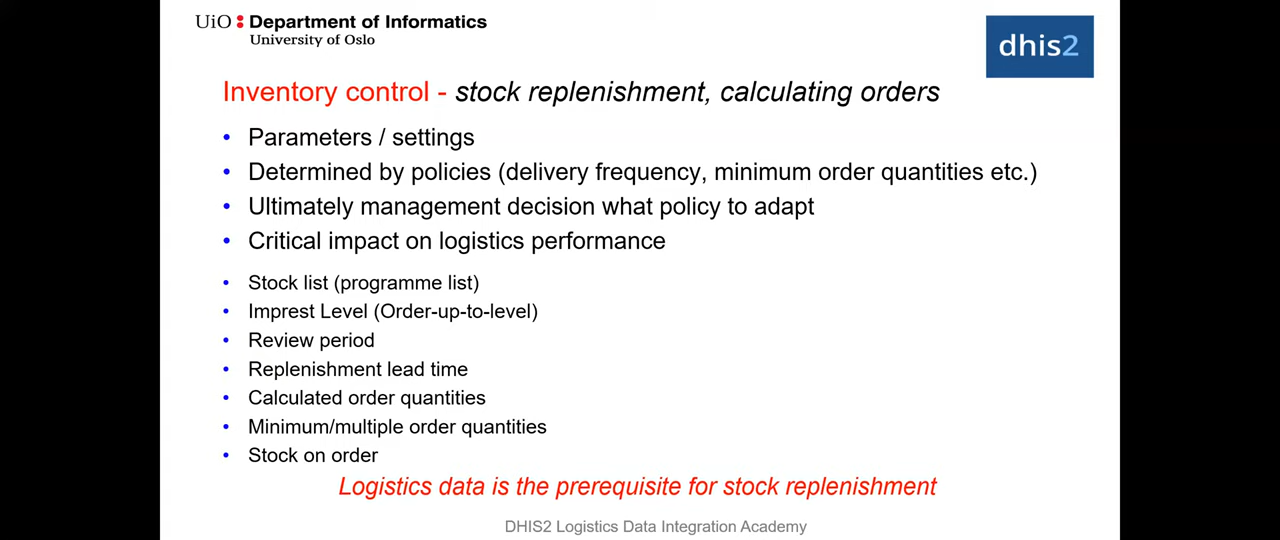 UiO Department of Informatics
University of Oslo
dhis2
Inventory control - stock replenishment, calculating orders
• Parameters / settings
• Determined by policies (delivery frequency, minimum order quantities etc.)
• Ultimately management decision what policy to adapt
• Critical impact on logistics performance
• Stock list (programme list)
• Imprest Level (Order-up-to-level)
• Review period
• Replenishment lead time
• Calculated order quantities
• Minimum/multiple order quantities
• Stock on order
Logistics data is the prerequisite for stock replenishment
DHIS2 Logistics Data Integration Academy